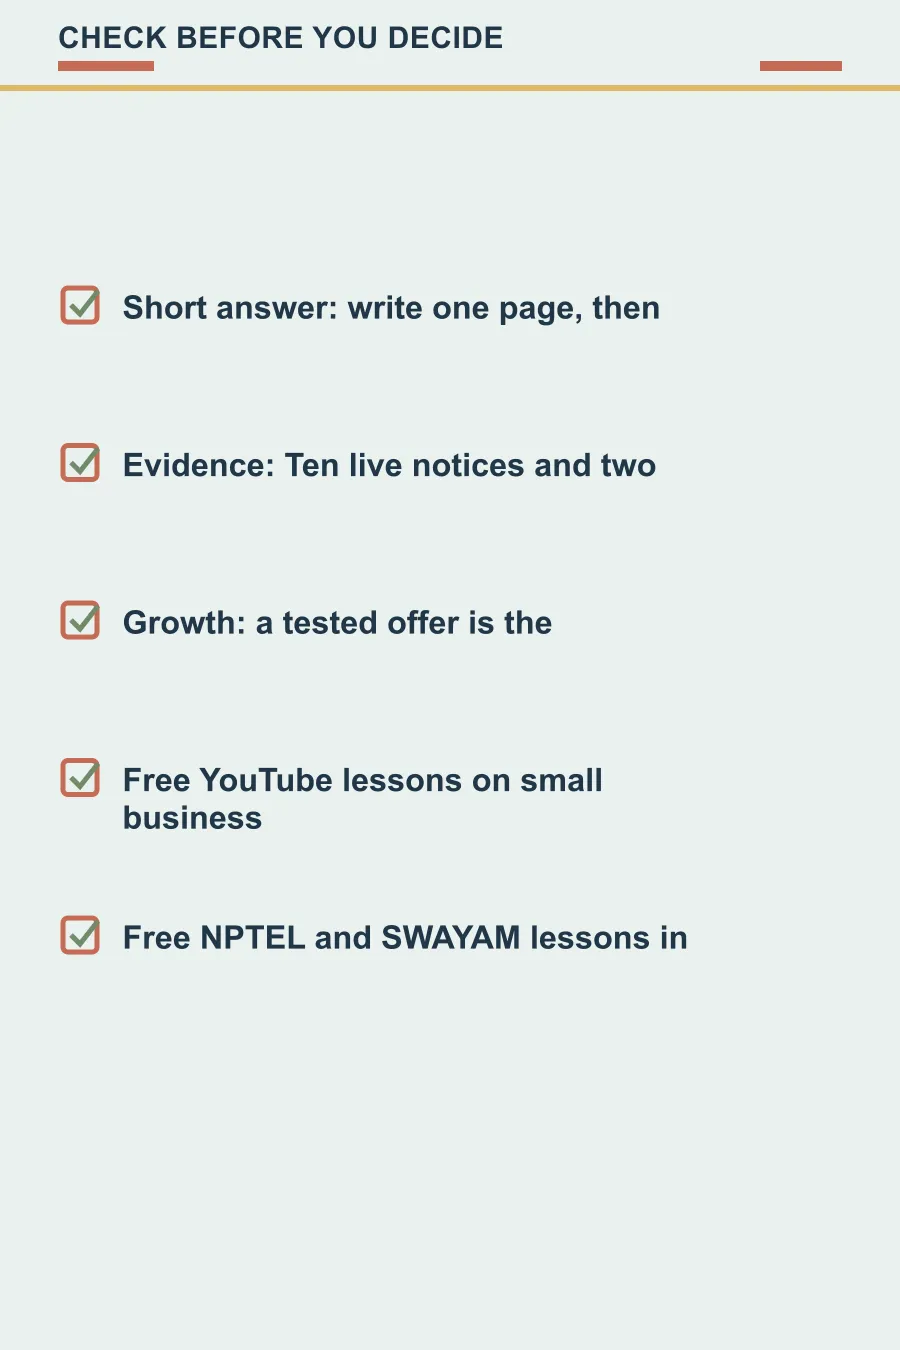 CHECK BEFORE YOU DECIDE
Short answer: write one page, then
Evidence: Ten live notices and two
Growth: a tested offer is the
Free YouTube lessons on small
business
Free NPTEL and SWAYAM lessons in